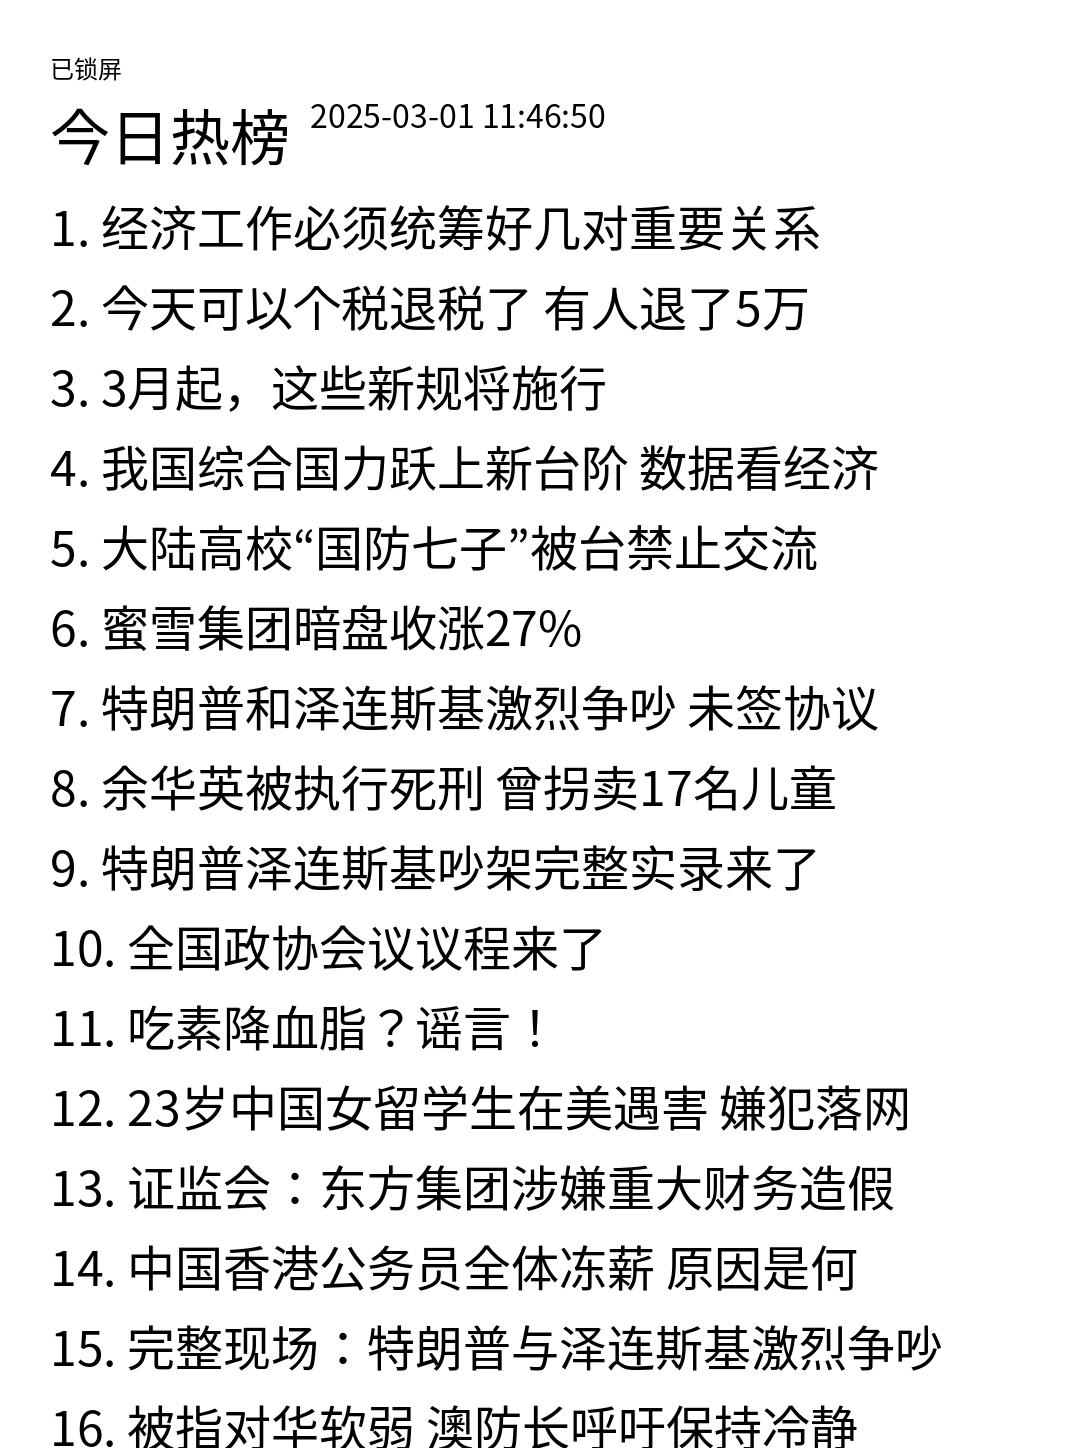 已锁屏
今日热榜 2025-03-01 11:46:50
1. 经济工作必须统筹好几对重要关系
2. 今天可以个税退税了 有人退了5万
3. 3月起，这些新规将施行
4. 我国综合国力跃上新台阶 数据看经济
5. 大陆高校“国防七子”被台禁止交流
6. 蜜雪集团暗盘收涨27%
7. 特朗普和泽连斯基激烈争吵 未签协议
8. 余华英被执行死刑 曾拐卖17名儿童
9. 特朗普泽连斯基吵架完整实录来了
10. 全国政协会议议程来了
11. 吃素降血脂？谣言！
12. 23岁中国女留学生在美遇害 嫌犯落网
13. 证监会：东方集团涉嫌重大财务造假
14. 中国香港公务员全体冻薪 原因是何
15. 完整现场：特朗普与泽连斯基激烈争吵
16. 被指对华软弱 澳防长呼吁保持冷静